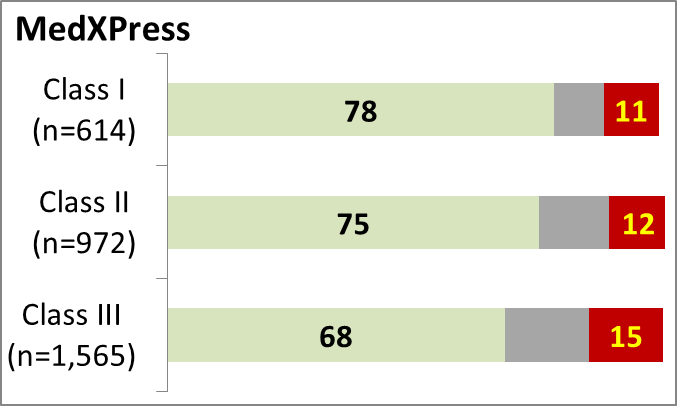 MedXPress
Class I
(n=614)
78
11
Class II
(n=972)
75
12
Class III
(n=1,565)
68
15